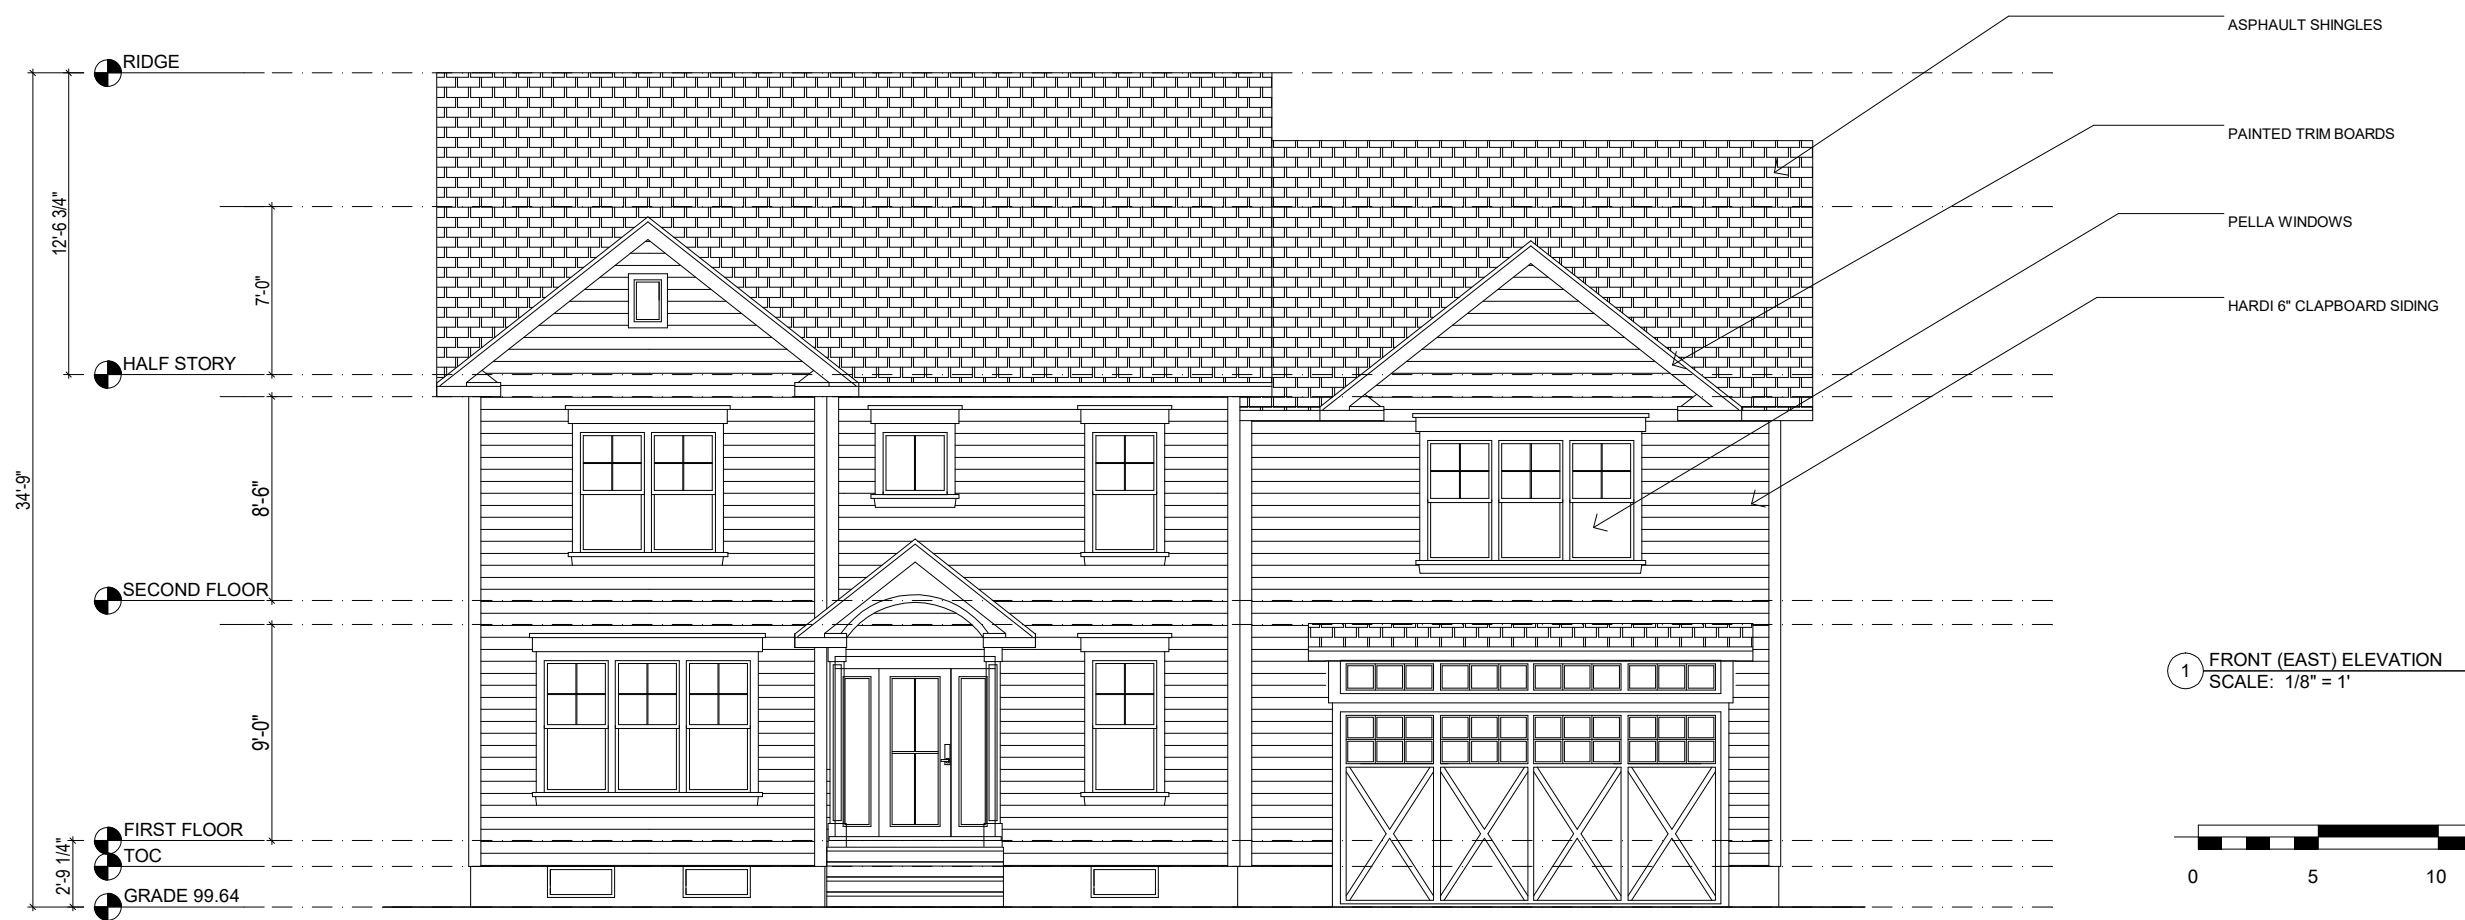 ASPHAULT SHINGLES
RIDGE
PAINTED TRIM BOARDS
12'-6 3/4"
PELLA WINDOWS
7'-0"
HARDI 6" CLAPBOARD SIDING
HALF STORY
34'-9"
8'-6"
SECOND FLOOR
1 FRONT (EAST) ELEVATION
SCALE: 1/8" = 1'
9'-0"
FIRST FLOOR
TOC
2'-9 1/4"
GRADE 99.64
0 5 10